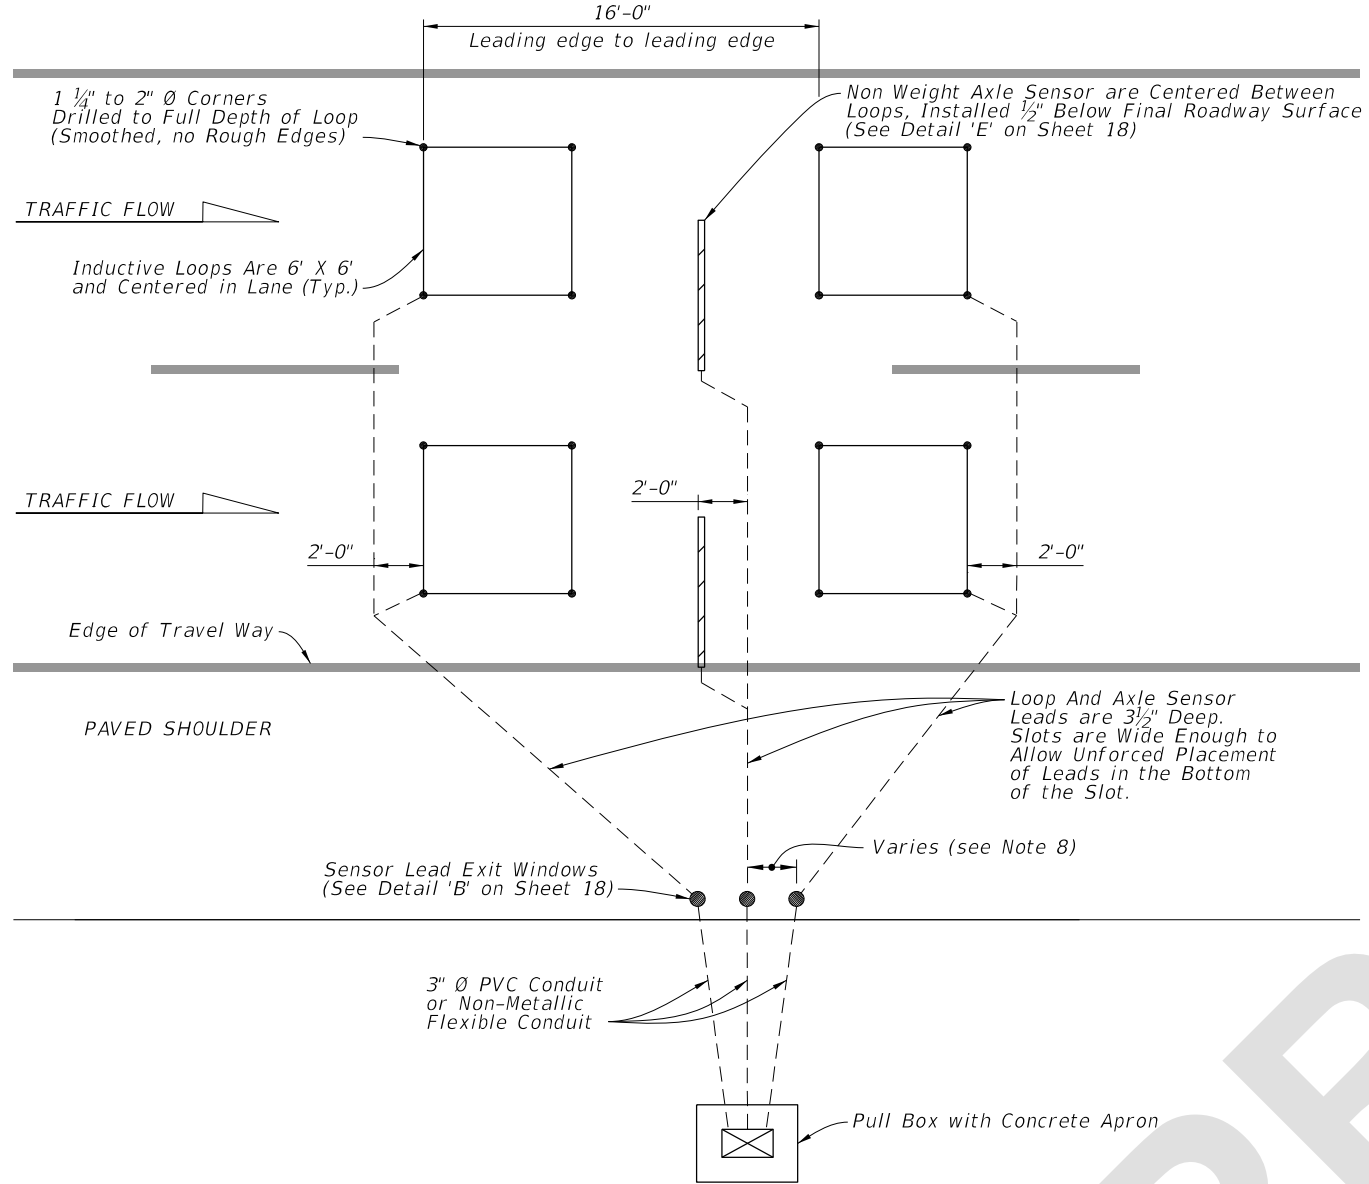 16'-0"
Leading edge to leading edge
1 ¼" to 2" Ø Corners
Drilled to Full Depth of Loop
(Smoothed, no Rough Edges)
Non Weight Axle Sensor are Centered Between
Loops, Installed ½" Below Final Roadway Surface
(See Detail 'E' on Sheet 18)
TRAFFIC FLOW
Inductive Loops Are 6' X 6'
and Centered in Lane (Typ.)
TRAFFIC FLOW
2'-0"
2'-0"
2'-0"
Edge of Travel Way
PAVED SHOULDER
Loop And Axle Sensor
Leads are 3½" Deep.
Slots are Wide Enough to
Allow Unforced Placement
of Leads in the Bottom
of the Slot.
Varies (see Note 8)
Sensor Lead Exit Windows
(See Detail 'B' on Sheet 18)
3" Ø PVC Conduit
or Non-Metallic
Flexible Conduit
Pull Box with Concrete Apron